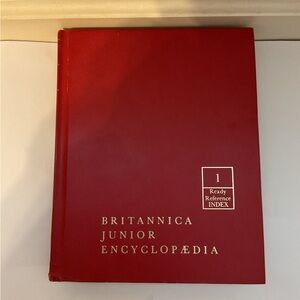 1
Ready
Reference
INDEX
BRITANNICA
JUNIOR
ENCYCLOPÆDIA